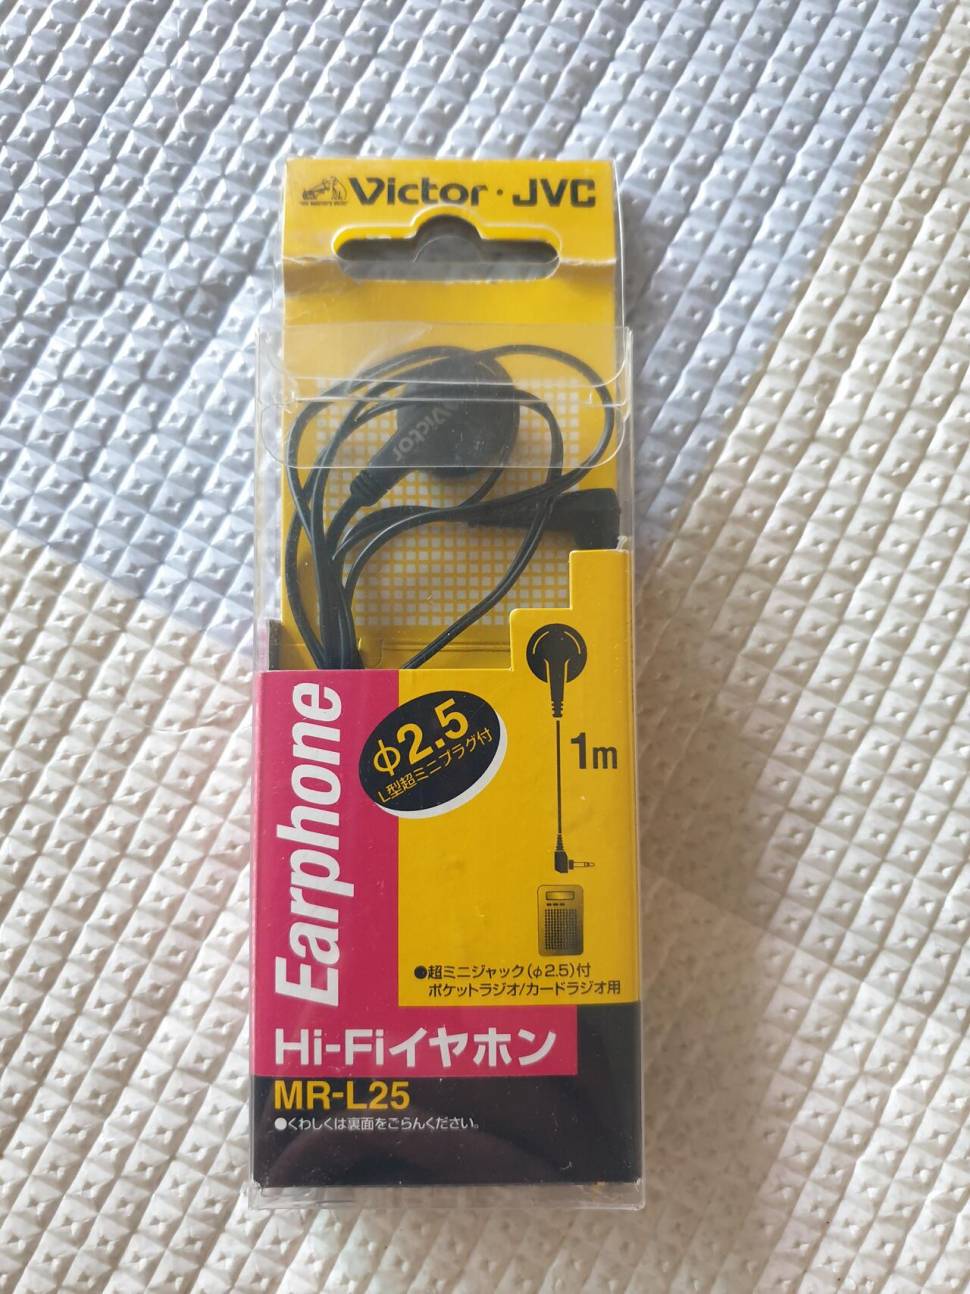 Victor · JVC
Victor
φ2.5
L型超ミニプラグ付
1m
Earphone
●超ミニジャック(φ2.5)付
ポケットラジオ/カードラジオ用
Hi-Fiイヤホン
MR-L25
●くわしくは裏面をごらんください。